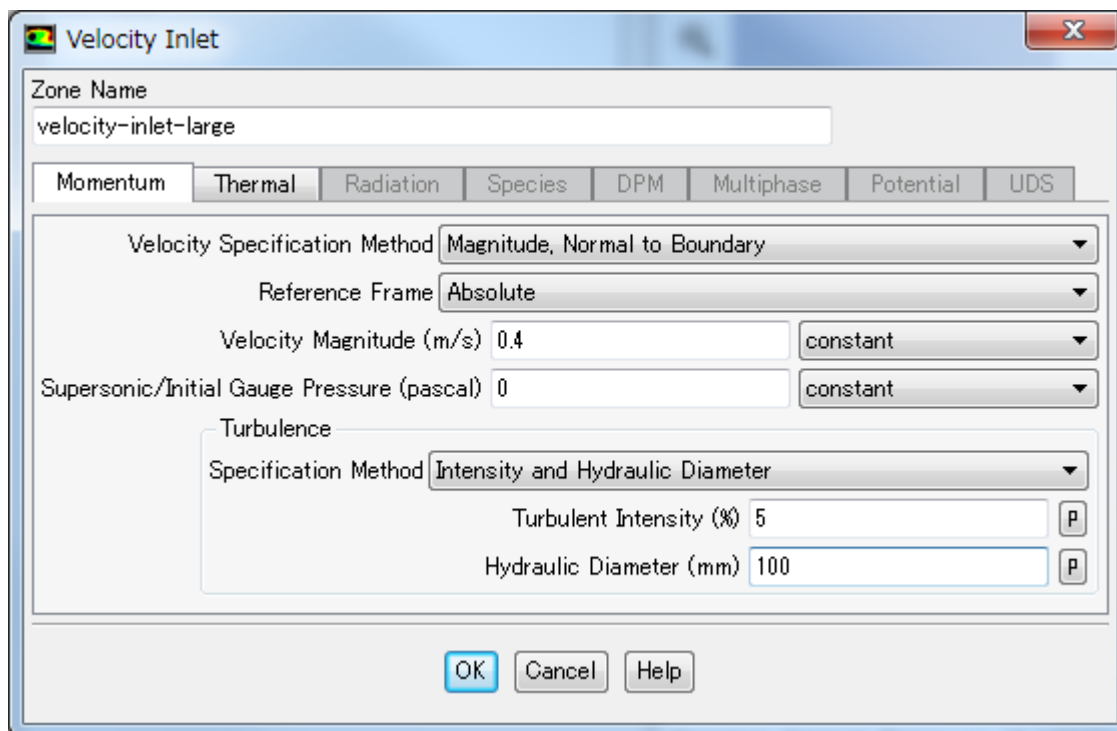 Velocity Inlet
Zone Name
velocity-inlet-large
Momentum Thermal Radiation Species DPM Multiphase Potential UDS
Velocity Specification Method Magnitude, Normal to Boundary
Reference Frame Absolute
Velocity Magnitude (m/s) 0.4 constant
Supersonic/Initial Gauge Pressure (pascal) 0 constant
Turbulence
Specification Method Intensity and Hydraulic Diameter
Turbulent Intensity (%) 5 P
Hydraulic Diameter (mm) 100 P
OK Cancel Help